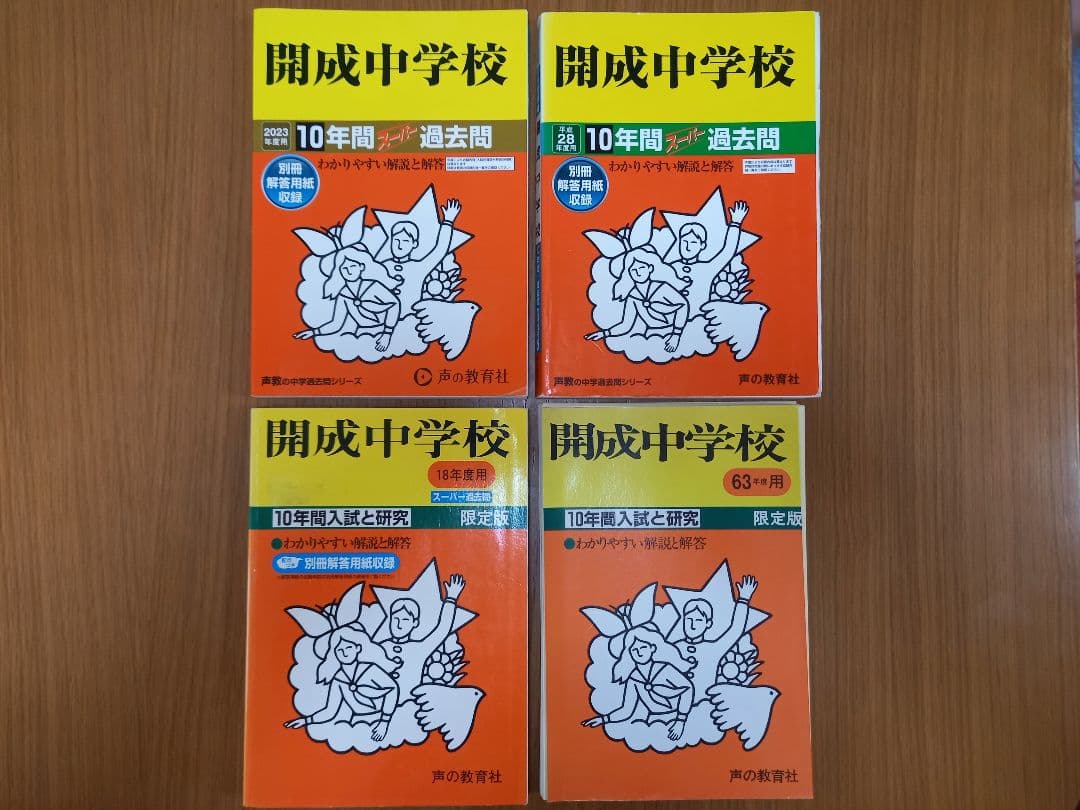 開成中学校
2023
年度用
10年間スーパー過去問
別冊
解答用紙
収録
わかりやすい解説と解答
声教の中学過去問シリーズ
声の教育社
開成中学校
平成
28
年度用
10年間スーパー過去問
別冊
解答用紙
収録
わかりやすい解説と解答
声教の中学過去問シリーズ
声の教育社
開成中学校
18年度用
スーパー過去問
10年間入試と研究 限定版
●わかりやすい解説と解答
別冊解答用紙収録
声の教育社
開成中学校
63年度用
10年間入試と研究 限定版
●わかりやすい解説と解答
声の教育社